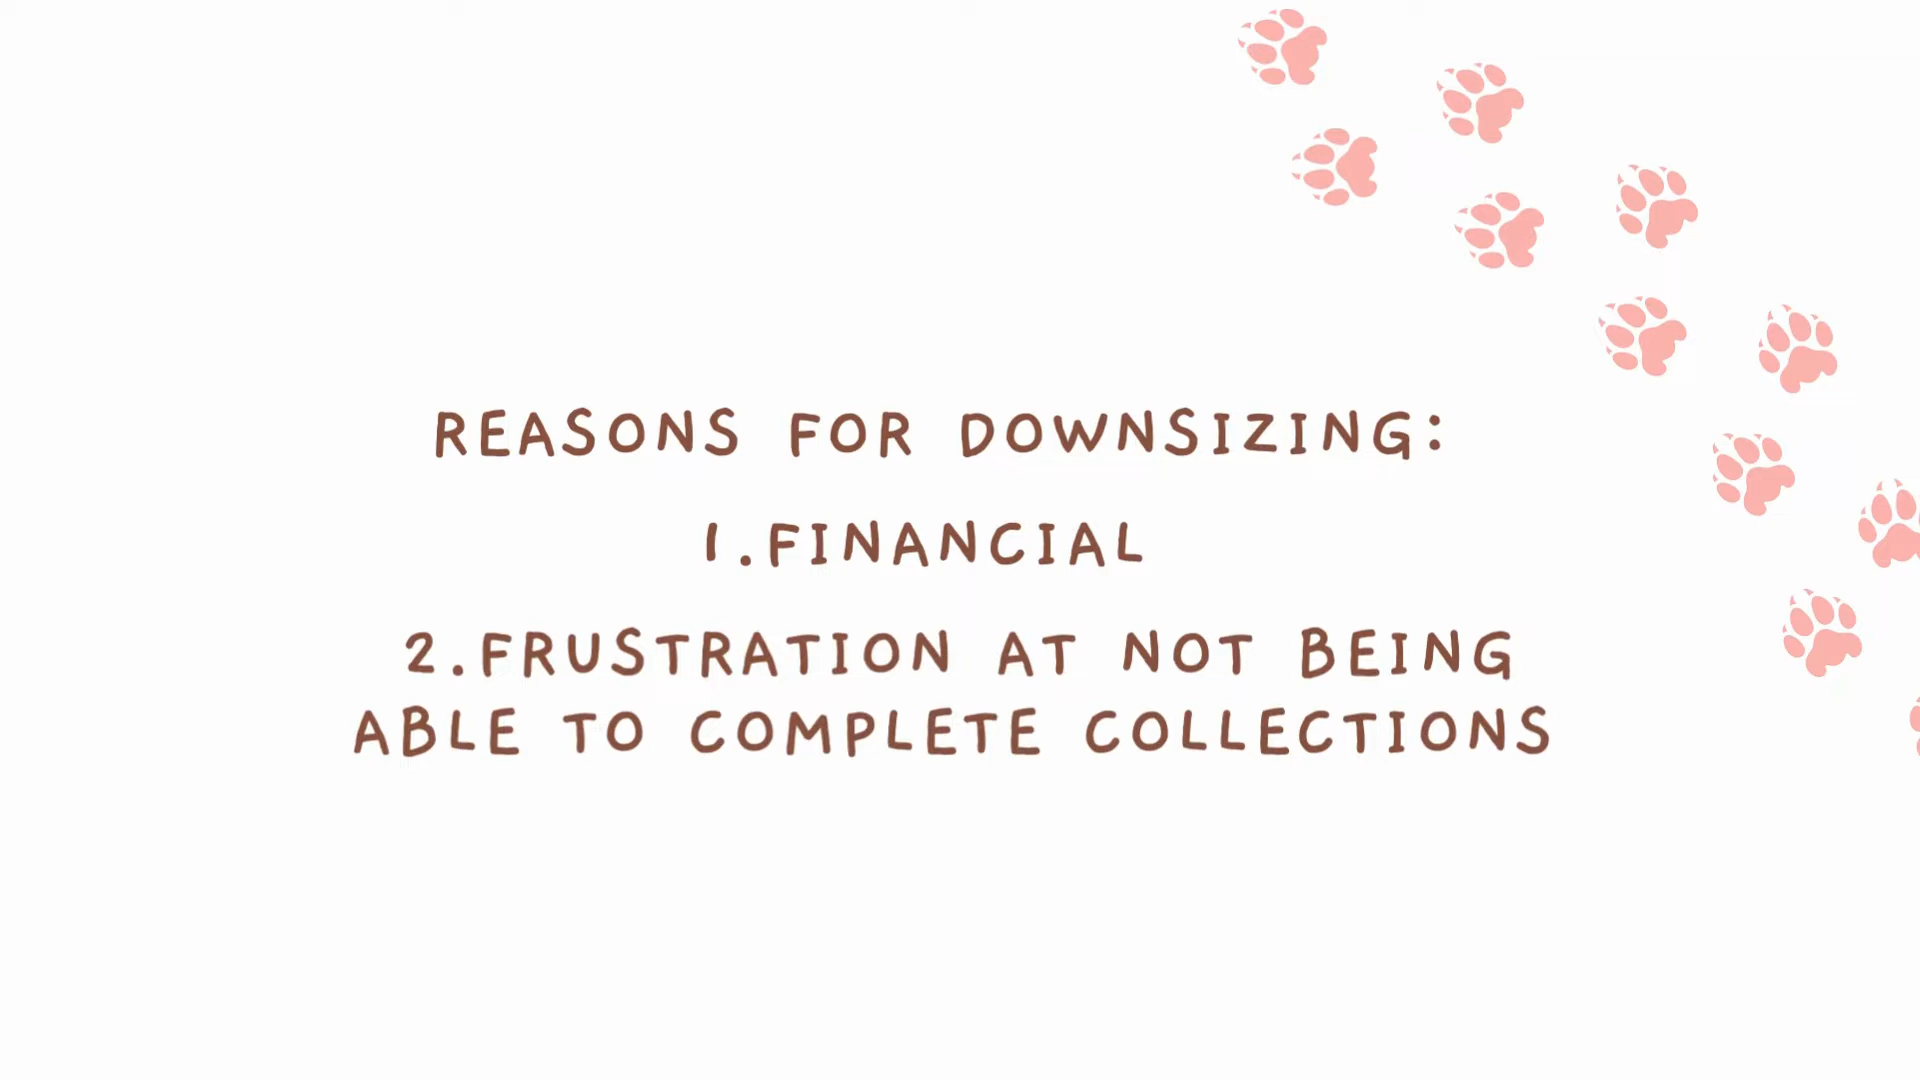 REASONS FOR DOWNSIZING:
1.FINANCIAL
2.FRUSTRATION AT NOT BEING
ABLE TO COMPLETE COLLECTIONS